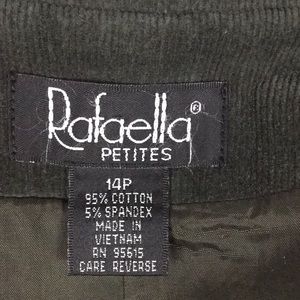 Rafaella®
PETITES
14P
95% COTTON
5% SPANDEX
MADE IN
VIETNAM
RN 95615
CARE REVERSE